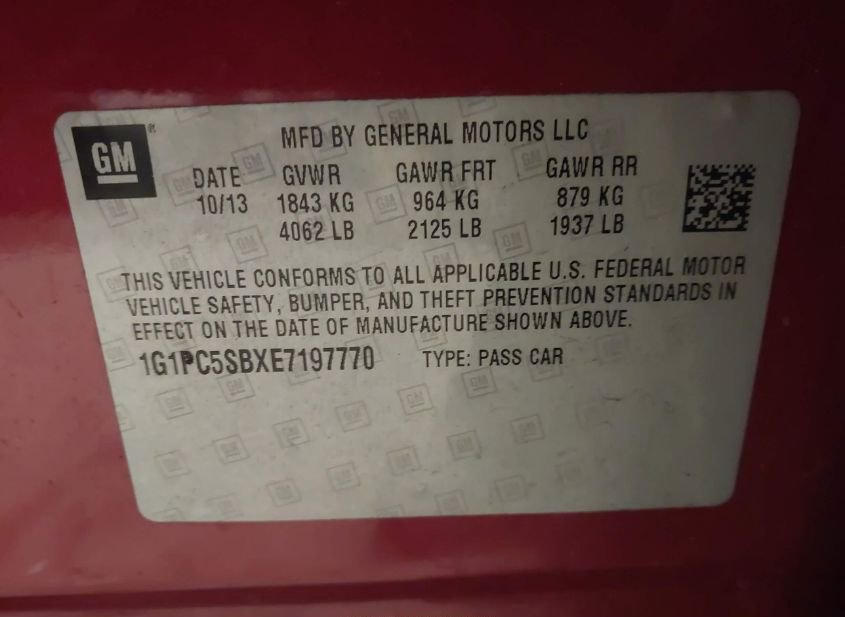 GM
MFD BY GENERAL MOTORS LLC
DATE GVWR GAWR FRT GAWR RR
10/13 1843 KG 964 KG 879 KG
4062 LB 2125 LB 1937 LB
THIS VEHICLE CONFORMS TO ALL APPLICABLE U.S. FEDERAL MOTOR
VEHICLE SAFETY, BUMPER, AND THEFT PREVENTION STANDARDS IN
EFFECT ON THE DATE OF MANUFACTURE SHOWN ABOVE.
1G1PC5SBXE7197770 TYPE: PASS CAR